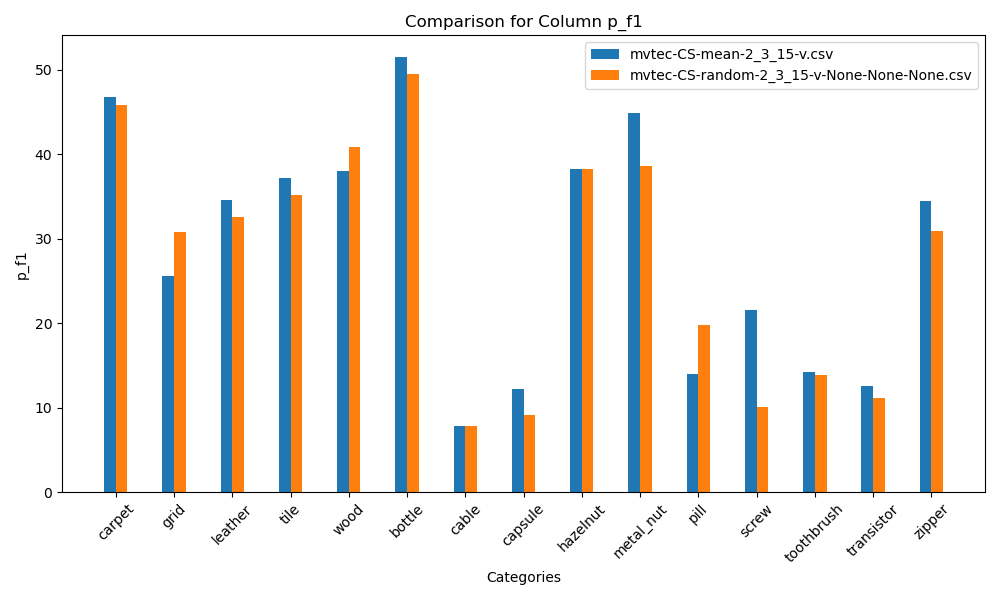 Comparison for Column p_f1
mvtec-CS-mean-2_3_15-v.csv
mvtec-CS-random-2_3_15-v-None-None-None.csv
p_f1
50
40
30
20
10
0
carpet
grid
leather
tile
wood
bottle
cable
capsule
hazelnut
metal_nut
pill
screw
toothbrush
transistor
zipper
Categories